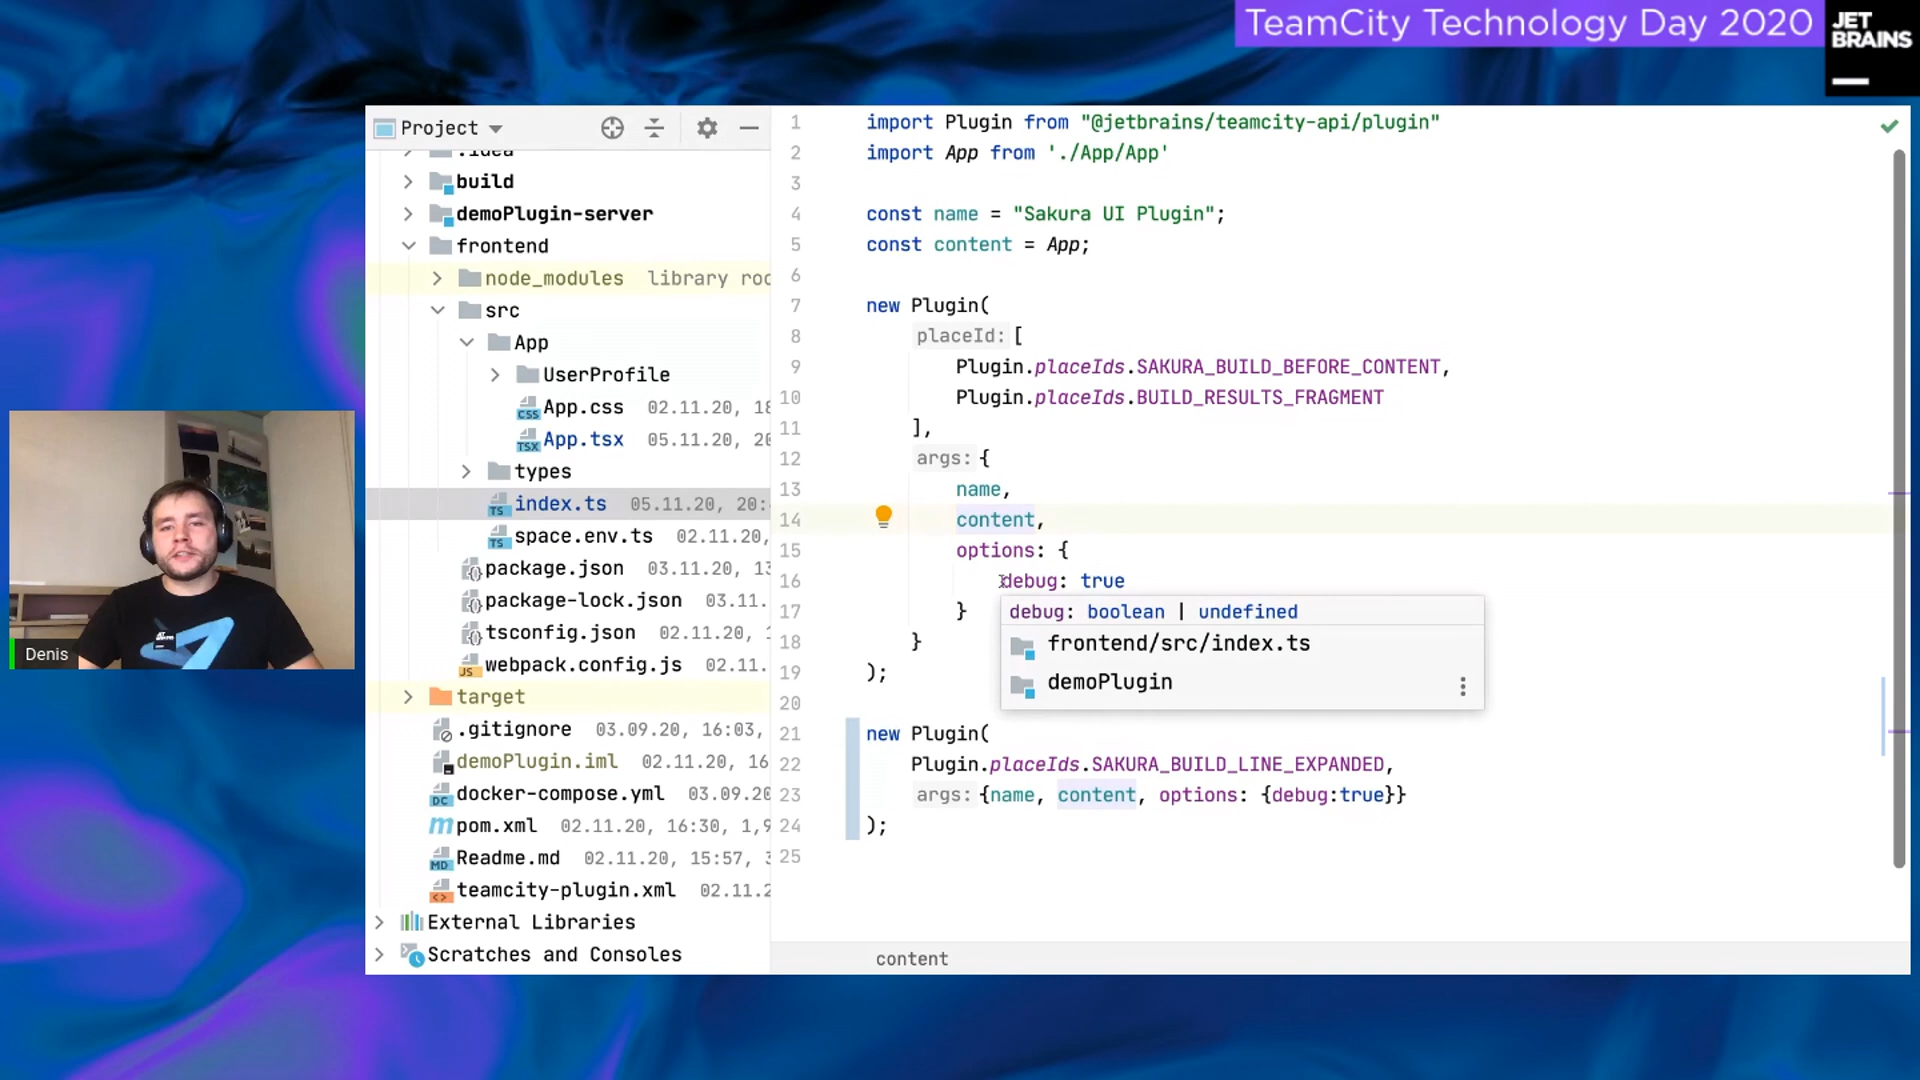 TeamCity Technology Day 2020
JET
BRAINS
Project
.idea
build
demoPlugin-server
frontend
node_modules library roo
src
App
UserProfile
App.css 02.11.20, 18
App.tsx 05.11.20, 20
types
index.ts 05.11.20, 20:
space.env.ts 02.11.20,
package.json 03.11.20, 13
package-lock.json 03.11.
tsconfig.json 02.11.20, 1
webpack.config.js 02.11.
target
.gitignore 03.09.20, 16:03,
demoPlugin.iml 02.11.20, 16
docker-compose.yml 03.09.20
pom.xml 02.11.20, 16:30, 1,9
Readme.md 02.11.20, 15:57, 3
teamcity-plugin.xml 02.11.2
External Libraries
Scratches and Consoles
1 import Plugin from "@jetbrains/teamcity-api/plugin"
2 import App from './App/App'
3
4 const name = "Sakura UI Plugin";
5 const content = App;
6
7 new Plugin(
8 placeId: [
9 Plugin.placeIds.SAKURA_BUILD_BEFORE_CONTENT,
10 Plugin.placeIds.BUILD_RESULTS_FRAGMENT
11 ],
12 args: {
13 name,
14 content,
15 options: {
16 debug: true
17 }
18 }
19 );
20
21 new Plugin(
22 Plugin.placeIds.SAKURA_BUILD_LINE_EXPANDED,
23 args: {name, content, options: {debug:true}}
24 );
25
debug: boolean | undefined
frontend/src/index.ts
demoPlugin
content
Denis